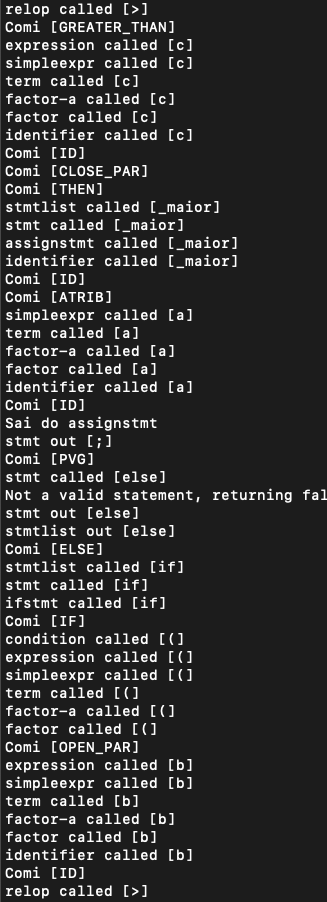 relop called [>]
Comi [GREATER_THAN]
expression called [c]
simpleexpr called [c]
term called [c]
factor-a called [c]
factor called [c]
identifier called [c]
Comi [ID]
Comi [CLOSE_PAR]
Comi [THEN]
stmtlist called [_maior]
stmt called [_maior]
assignstmt called [_maior]
identifier called [_maior]
Comi [ID]
Comi [ATRIB]
simpleexpr called [a]
term called [a]
factor-a called [a]
factor called [a]
identifier called [a]
Comi [ID]
Sai do assignstmt
stmt out [;]
Comi [PVG]
stmt called [else]
Not a valid statement, returning fal
stmt out [else]
stmtlist out [else]
Comi [ELSE]
stmtlist called [if]
stmt called [if]
ifstmt called [if]
Comi [IF]
condition called [(]
expression called [(]
simpleexpr called [(]
term called [(]
factor-a called [(]
factor called [(]
Comi [OPEN_PAR]
expression called [b]
simpleexpr called [b]
term called [b]
factor-a called [b]
factor called [b]
identifier called [b]
Comi [ID]
relop called [>]